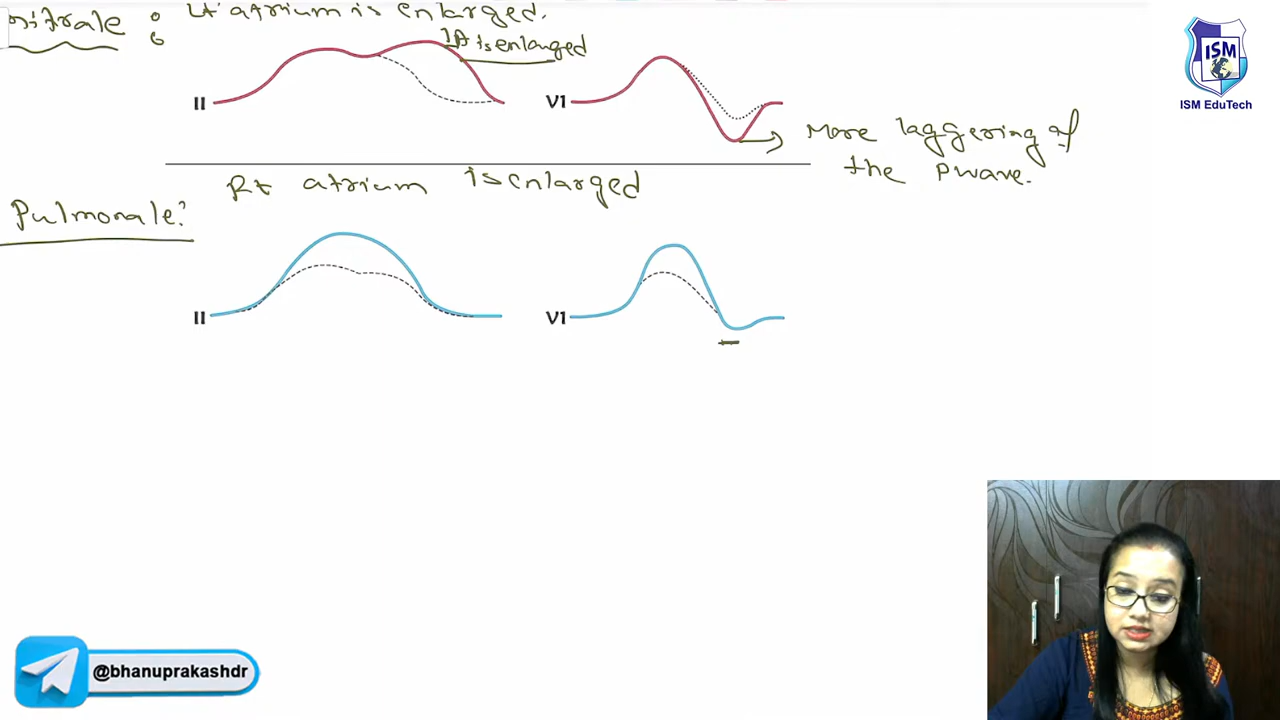 mitrale : Lt atrium is enlarged.
LA is enlarged
II
V1
More laggering of
the Pwave.
Rt atrium is enlarged
Pulmonale:
II
V1
ISM
ISM EduTech
@bhanuprakashdr